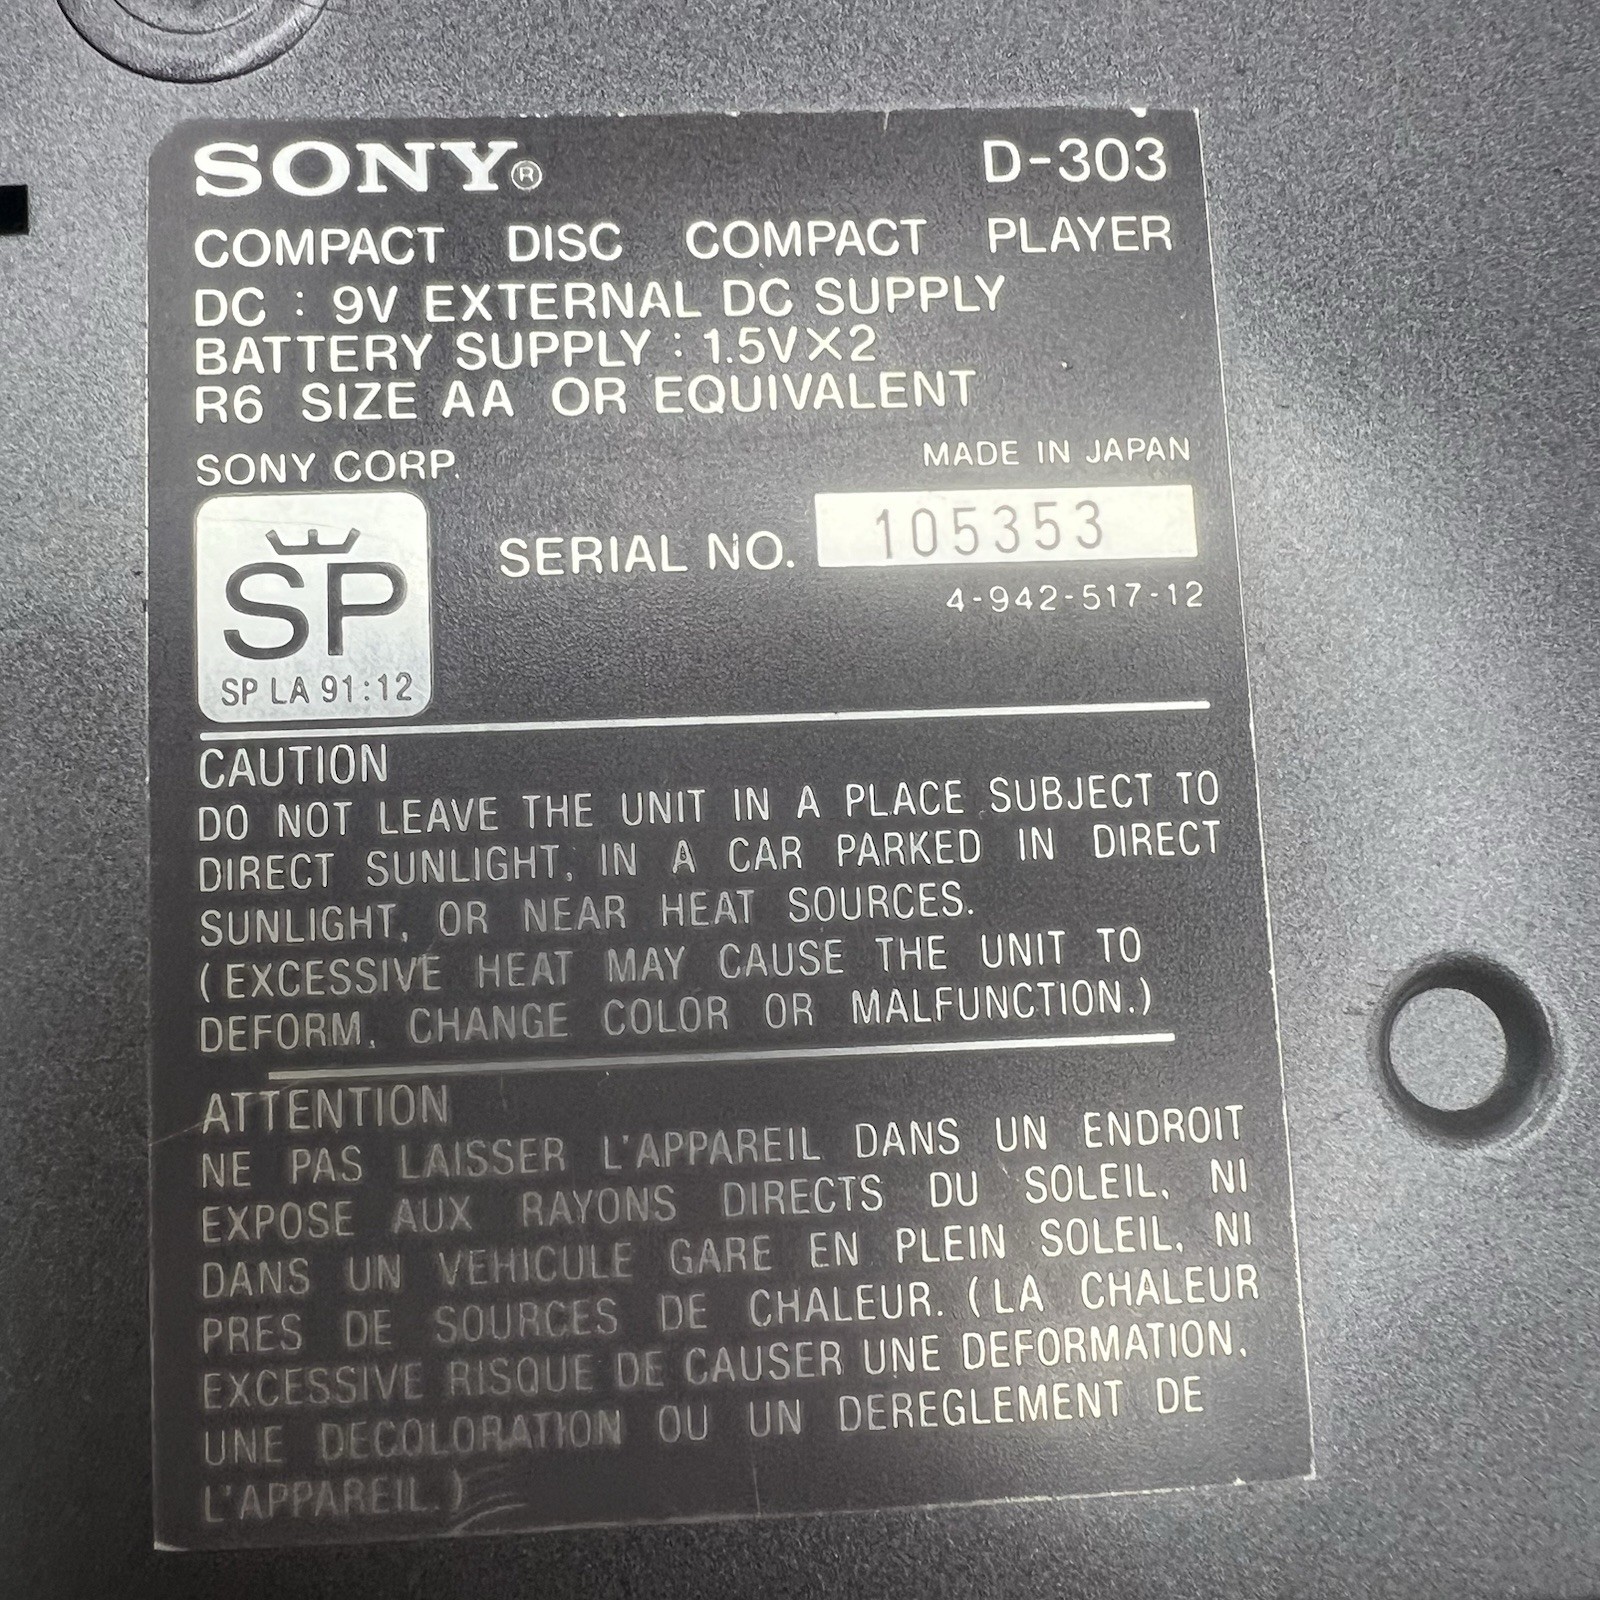 SONY® D-303
COMPACT DISC COMPACT PLAYER
DC : 9V EXTERNAL DC SUPPLY
BATTERY SUPPLY : 1.5V×2
R6 SIZE AA OR EQUIVALENT
SONY CORP. MADE IN JAPAN
SP
SP LA 91:12
SERIAL NO. 105353
4-942-517-12
CAUTION
DO NOT LEAVE THE UNIT IN A PLACE SUBJECT TO
DIRECT SUNLIGHT, IN A CAR PARKED IN DIRECT
SUNLIGHT, OR NEAR HEAT SOURCES.
(EXCESSIVE HEAT MAY CAUSE THE UNIT TO
DEFORM, CHANGE COLOR OR MALFUNCTION.)
ATTENTION
NE PAS LAISSER L'APPAREIL DANS UN ENDROIT
EXPOSE AUX RAYONS DIRECTS DU SOLEIL, NI
DANS UN VEHICULE GARE EN PLEIN SOLEIL, NI
PRES DE SOURCES DE CHALEUR. (LA CHALEUR
EXCESSIVE RISQUE DE CAUSER UNE DEFORMATION,
UNE DECOLORATION OU UN DEREGLEMENT DE
L'APPAREIL.)